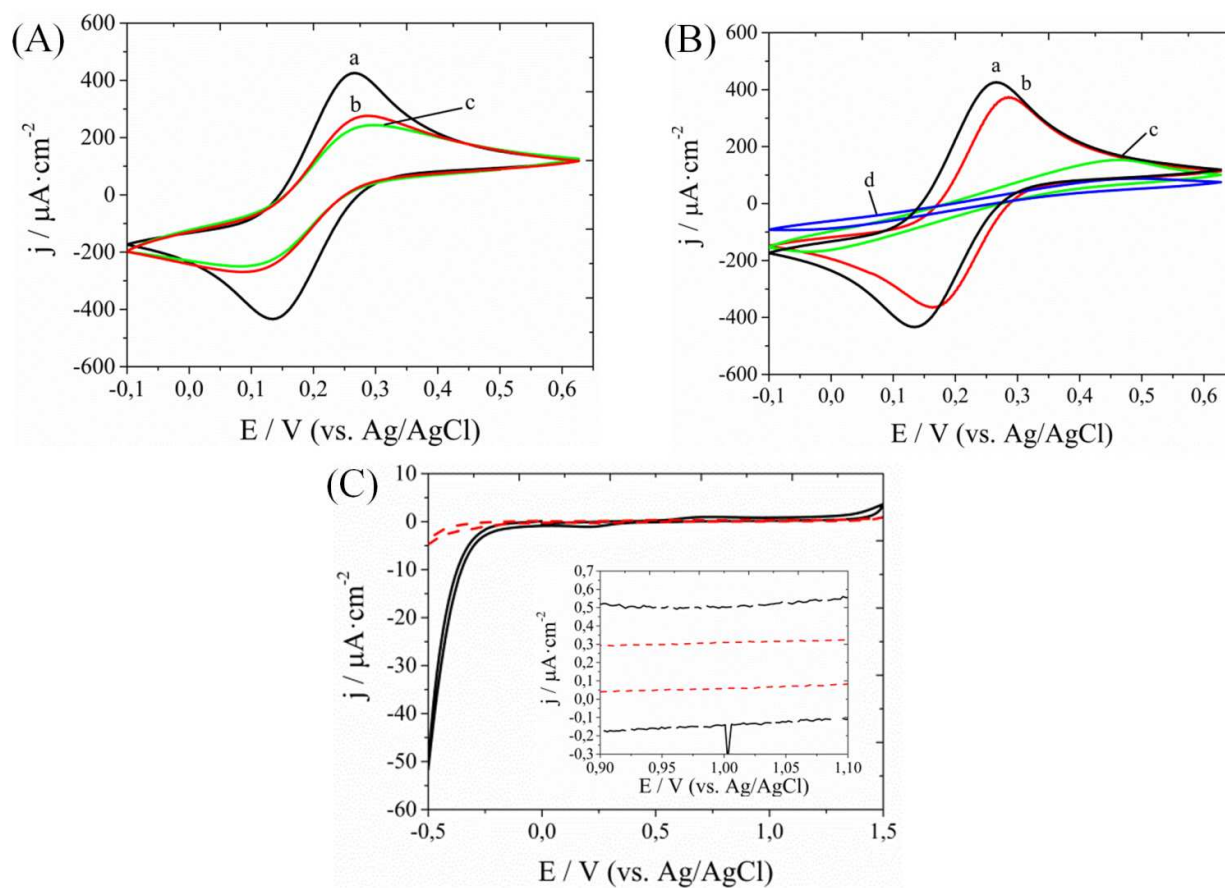 (A)
600
400
200
0
-200
-400
-600
j / µA·cm⁻²
a
b
c
-0,1 0,0 0,1 0,2 0,3 0,4 0,5 0,6
E / V (vs. Ag/AgCl)
(B)
600
400
200
0
-200
-400
-600
j / µA·cm⁻²
a
b
c
d
-0,1 0,0 0,1 0,2 0,3 0,4 0,5 0,6
E / V (vs. Ag/AgCl)
(C)
10
0
-10
-20
-30
-40
-50
-60
j / µA·cm⁻²
0,7
0,6
0,5
0,4
0,3
0,2
0,1
0,0
-0,1
-0,2
-0,3
j / µA·cm⁻²
0,90 0,95 1,00 1,05 1,10
E / V (vs. Ag/AgCl)
-0,5 0,0 0,5 1,0 1,5
E / V (vs. Ag/AgCl)